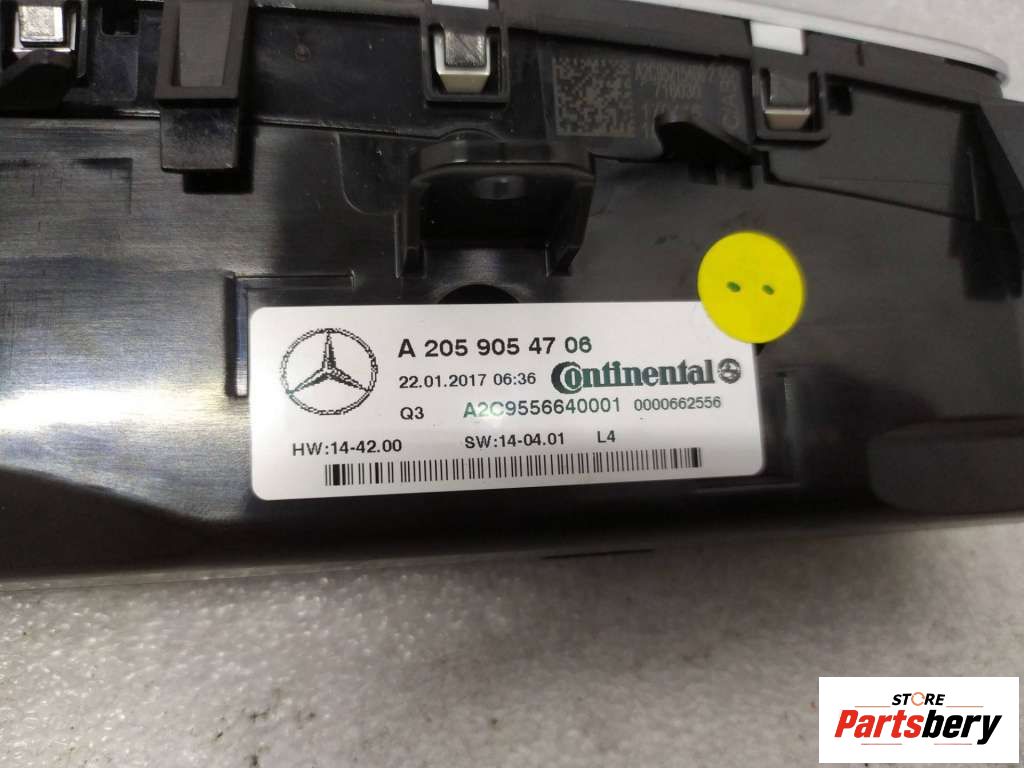 A 205 905 47 06
22.01.2017 06:36 Continental
Q3 A2C9556640001 0000662556
HW:14-42.00 SW:14-04.01 L4
STORE
Partsbery